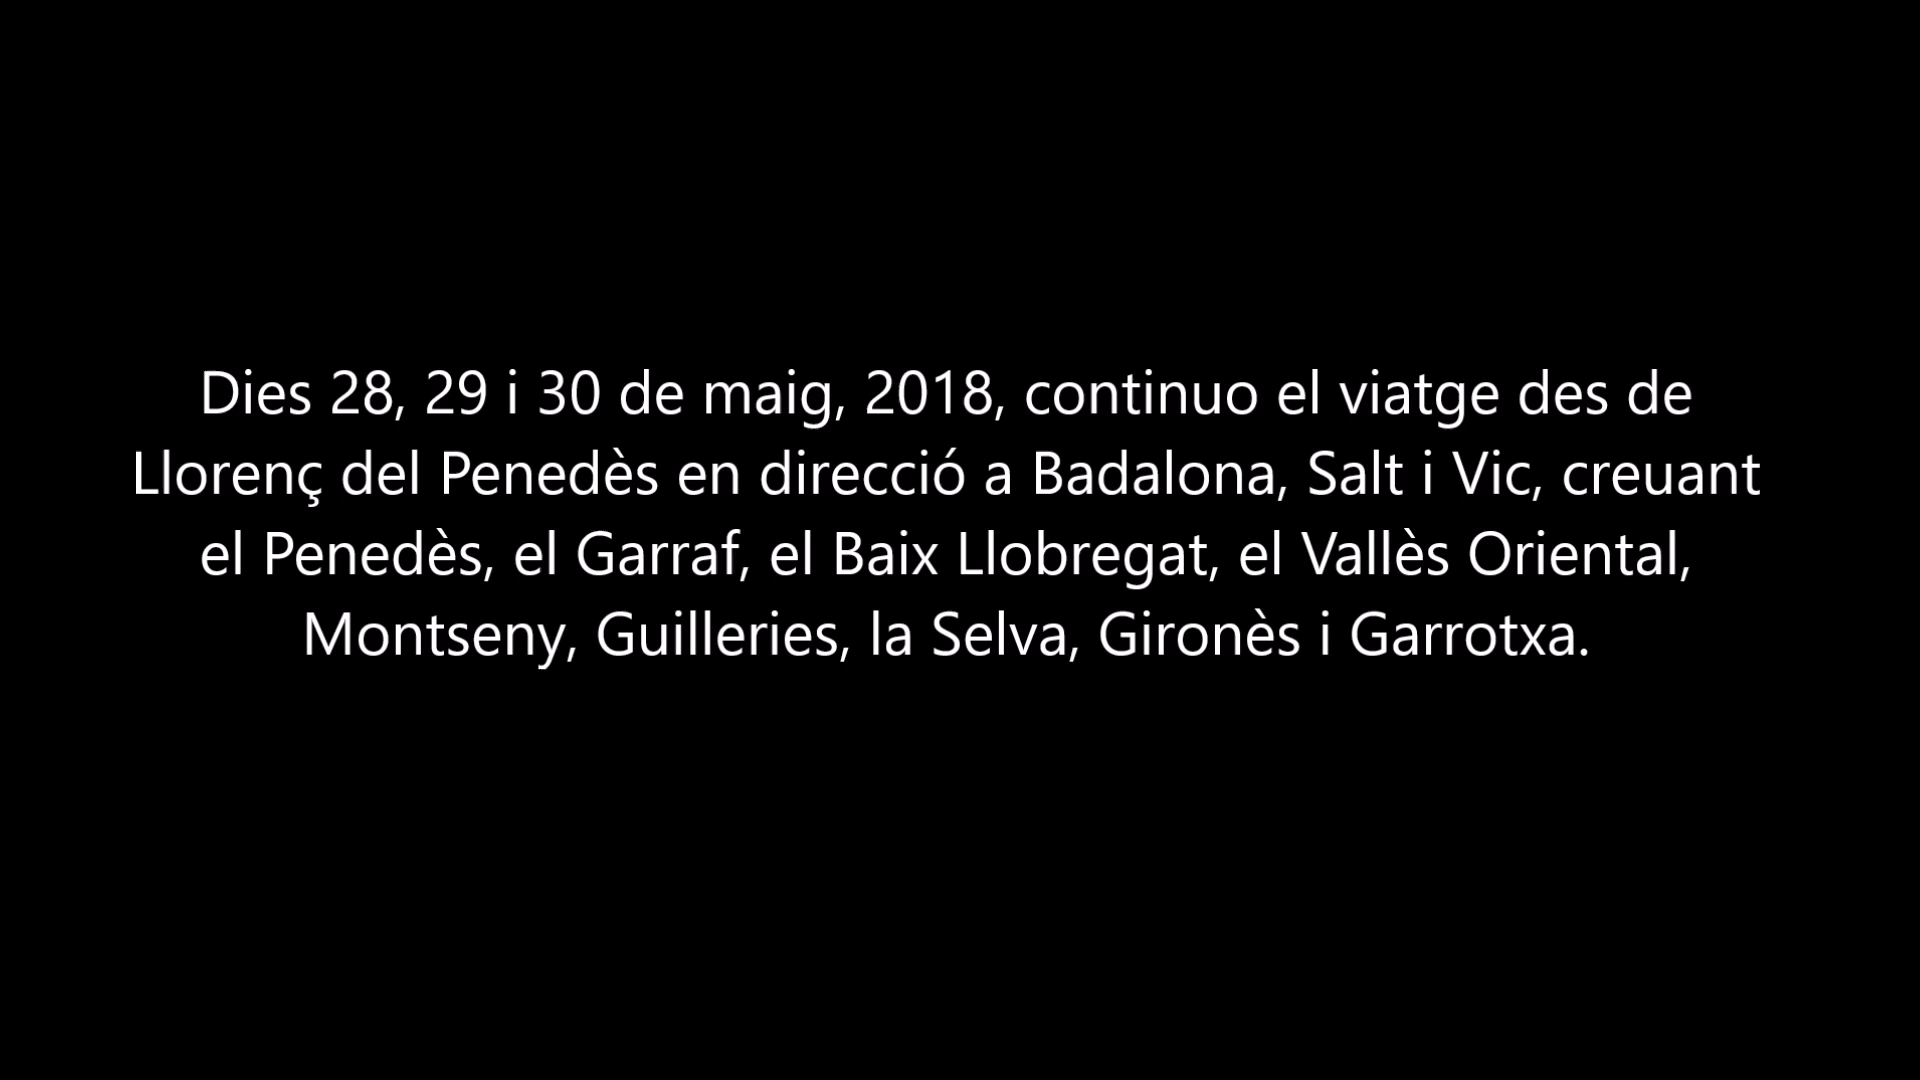 Dies 28, 29 i 30 de maig, 2018, continuo el viatge des de
Llorenç del Penedès en direcció a Badalona, Salt i Vic, creuant
el Penedès, el Garraf, el Baix Llobregat, el Vallès Oriental,
Montseny, Guilleries, la Selva, Gironès i Garrotxa.